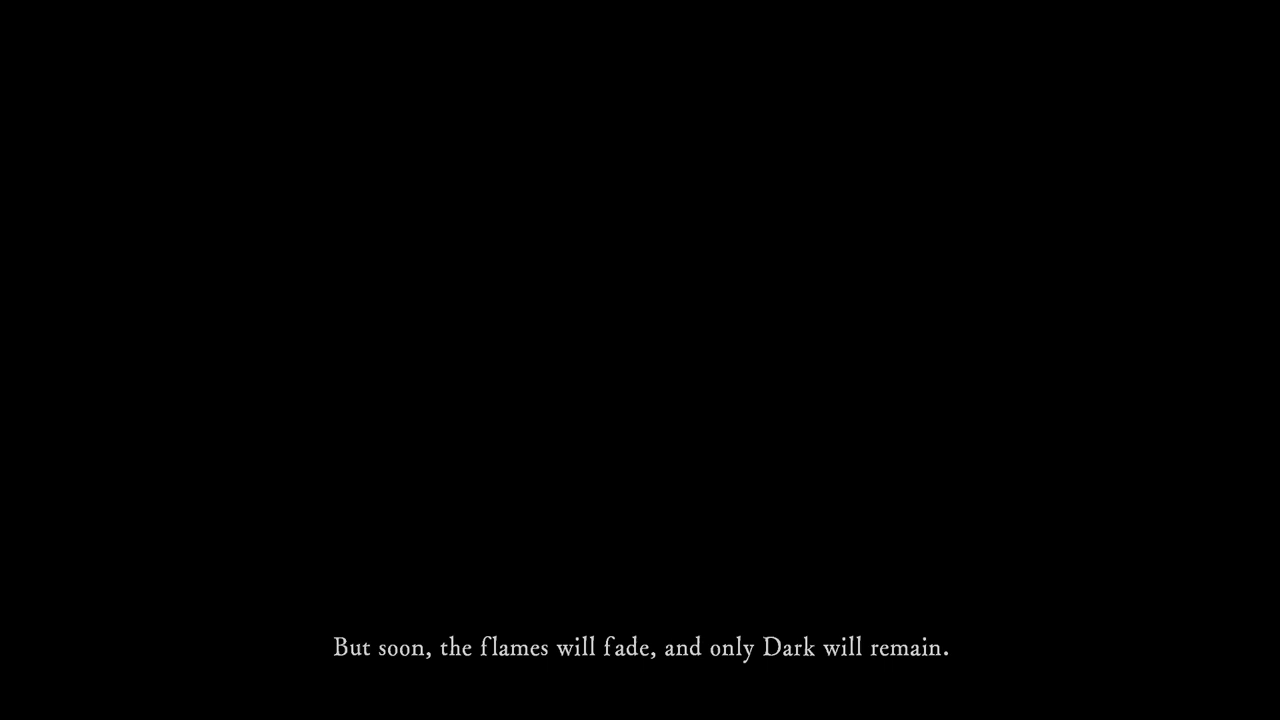 But soon, the flames will fade, and only Dark will remain.